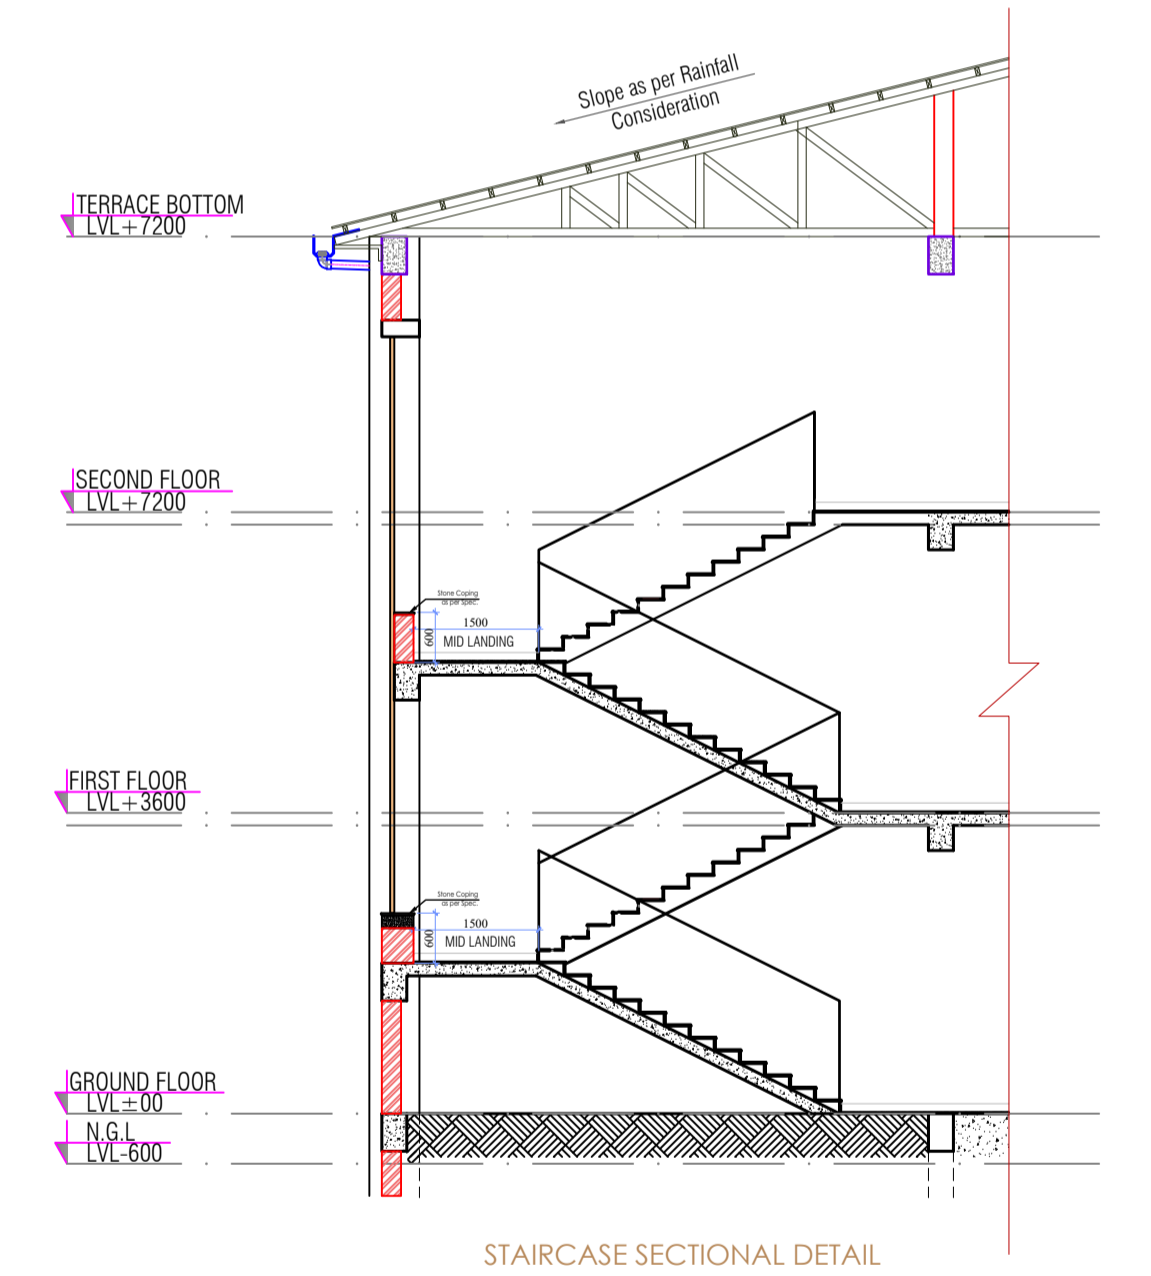 Slope as per Rainfall
Consideration
TERRACE BOTTOM
LVL+7200
SECOND FLOOR
LVL+7200
Stone Coping
as per Spec.
1500
600
MID LANDING
FIRST FLOOR
LVL+3600
Stone Coping
as per Spec.
1500
600
MID LANDING
GROUND FLOOR
LVL±00
N.G.L
LVL-600
STAIRCASE SECTIONAL DETAIL